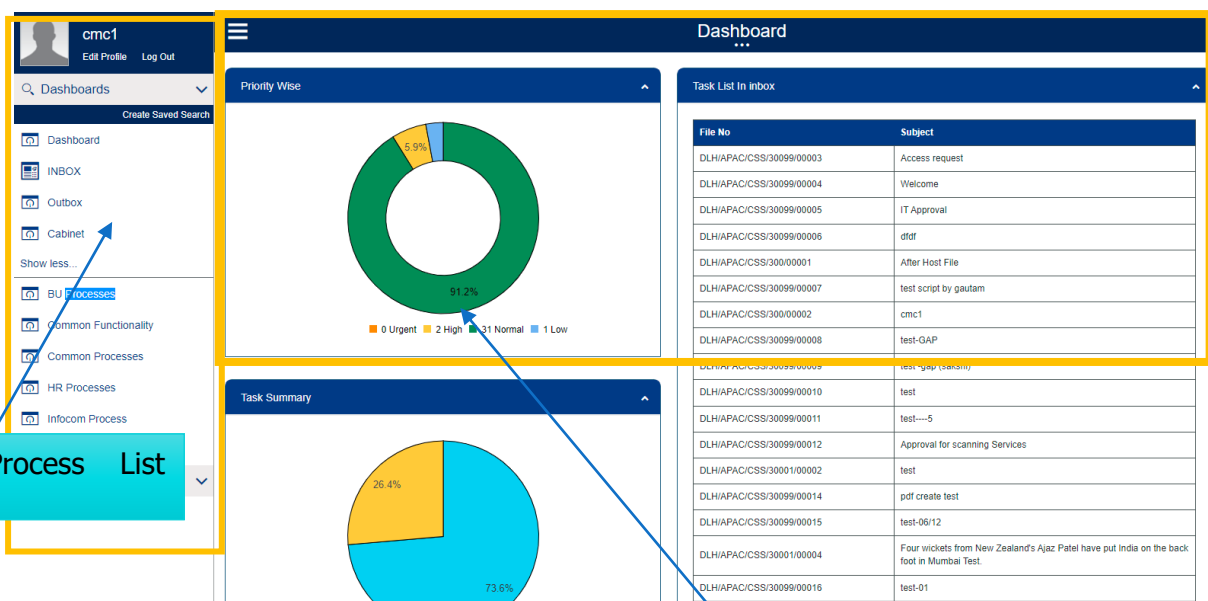 cmc1
Edit Profile Log Out
Dashboards
Create Saved Search
Dashboard
INBOX
Outbox
Cabinet
Show less...
BU Processes
Common Functionality
Common Processes
HR Processes
Infocom Process
Process List
Dashboard
Priority Wise
5.9%
91.2%
0 Urgent 2 High 31 Normal 1 Low
Task Summary
26.4%
73.6%
Task List In inbox
File No Subject
DLH/APAC/CSS/30099/00003 Access request
DLH/APAC/CSS/30099/00004 Welcome
DLH/APAC/CSS/30099/00005 IT Approval
DLH/APAC/CSS/30099/00006 dfdf
DLH/APAC/CSS/300/00001 After Host File
DLH/APAC/CSS/30099/00007 test script by gautam
DLH/APAC/CSS/300/00002 cmc1
DLH/APAC/CSS/30099/00008 test-GAP
DLH/APAC/CSS/30099/00009 test -gap (sakshi)
DLH/APAC/CSS/30099/00010 test
DLH/APAC/CSS/30099/00011 test----5
DLH/APAC/CSS/30099/00012 Approval for scanning Services
DLH/APAC/CSS/30001/00002 test
DLH/APAC/CSS/30099/00014 pdf create test
DLH/APAC/CSS/30099/00015 test-06/12
DLH/APAC/CSS/30001/00004 Four wickets from New Zealand's Ajaz Patel have put India on the back
foot in Mumbai Test.
DLH/APAC/CSS/30099/00016 test-01